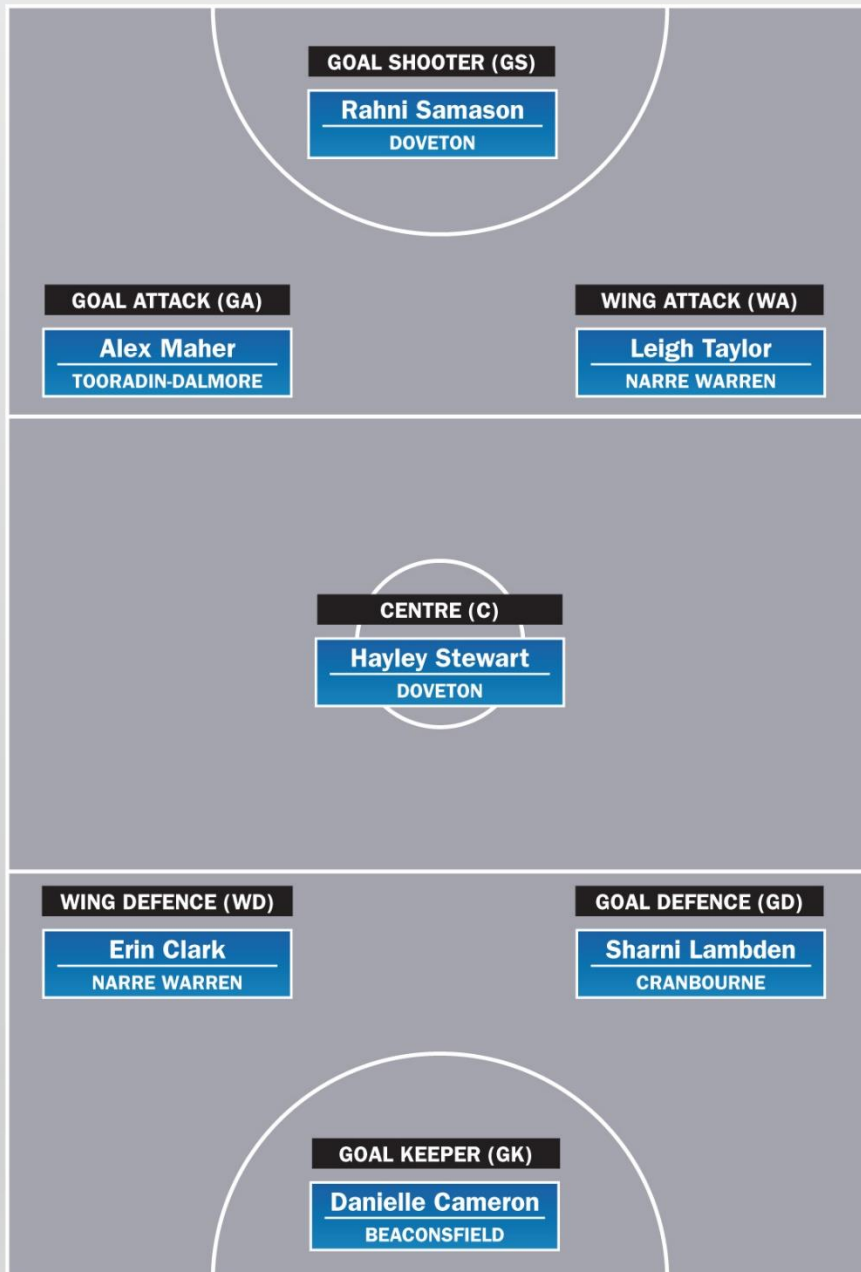 GOAL SHOOTER (GS)
Rahni Samason
DOVETON
GOAL ATTACK (GA)
Alex Maher
TOORADIN-DALMORE
WING ATTACK (WA)
Leigh Taylor
NARRE WARREN
CENTRE (C)
Hayley Stewart
DOVETON
WING DEFENCE (WD)
Erin Clark
NARRE WARREN
GOAL DEFENCE (GD)
Sharni Lambden
CRANBOURNE
GOAL KEEPER (GK)
Danielle Cameron
BEACONSFIELD